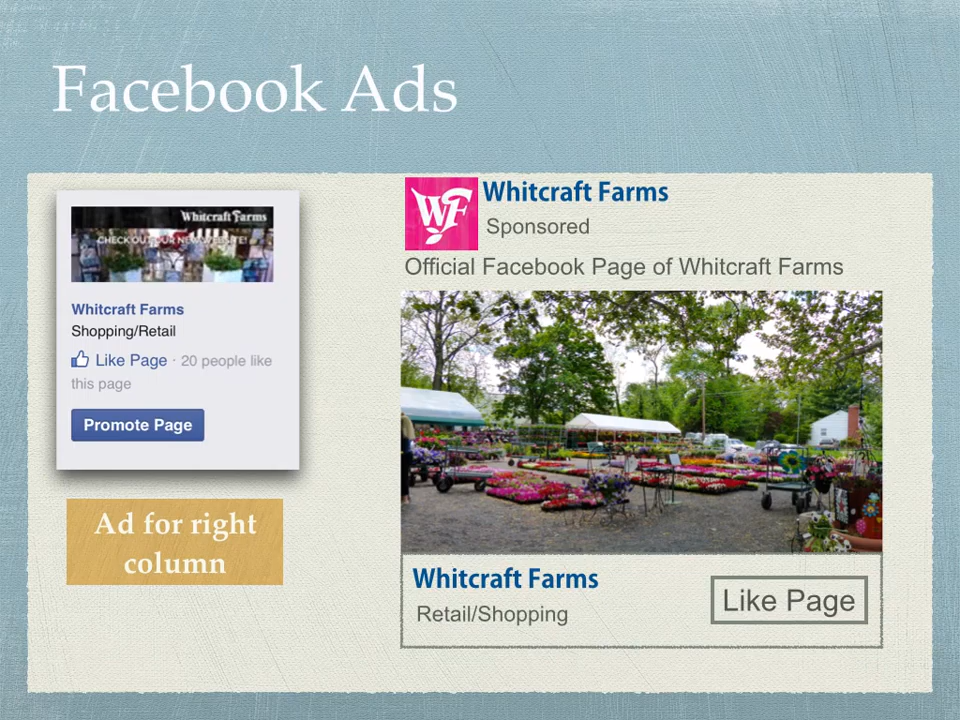 Facebook Ads
Whitcraft Farms
CHECK OUT OUR NEW WEBSITE!
Whitcraft Farms
Shopping/Retail
Like Page · 20 people like
this page
Promote Page
Ad for right
column
WF
Whitcraft Farms
Sponsored
Official Facebook Page of Whitcraft Farms
Whitcraft Farms
Retail/Shopping
Like Page